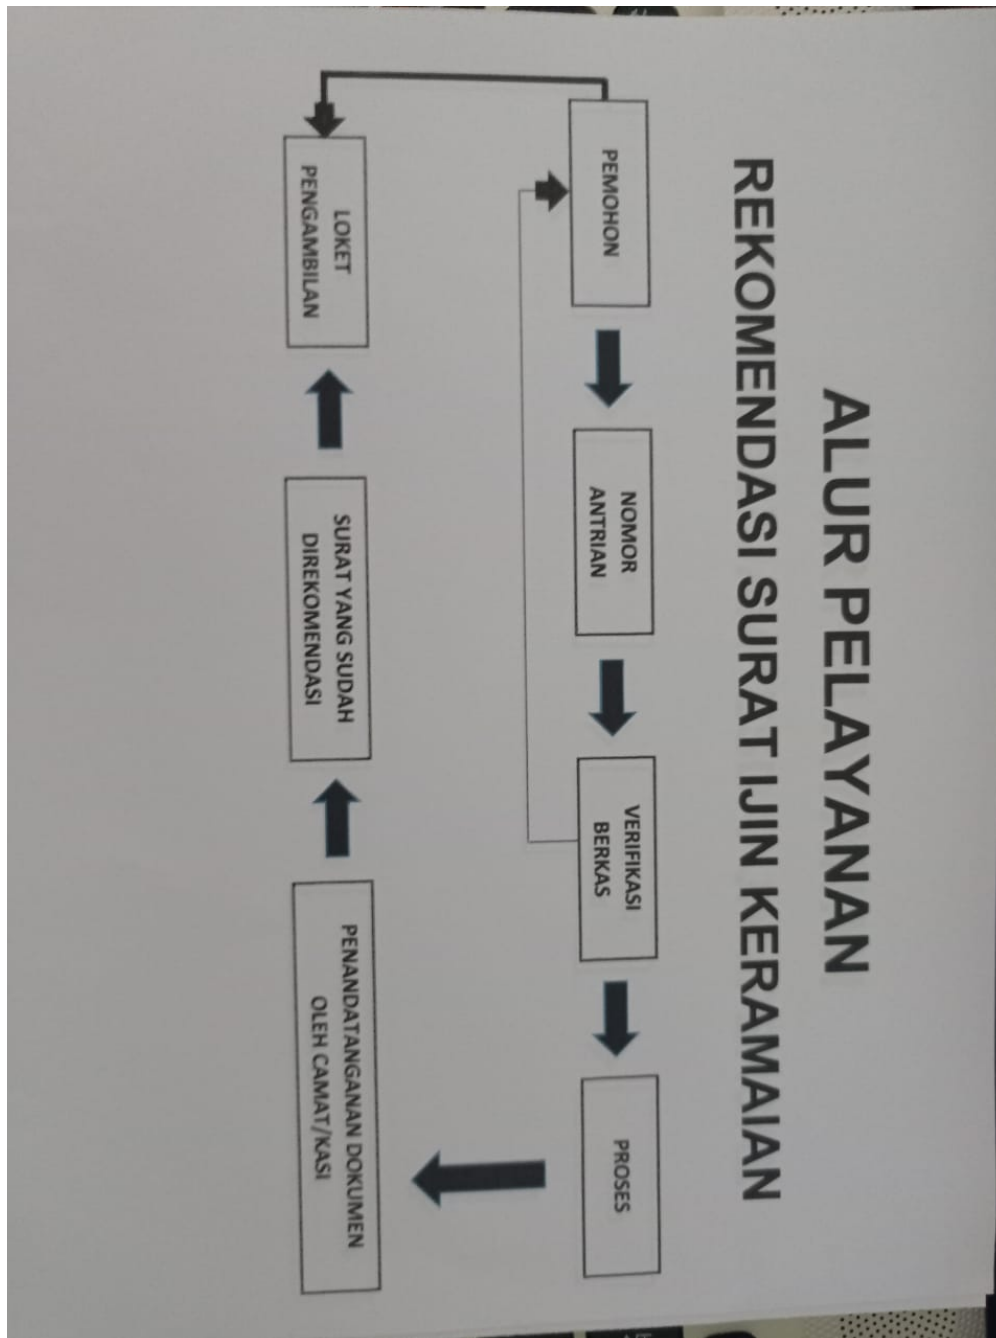 ALUR PELAYANAN
REKOMENDASI SURAT IJIN KERAMAIAN
PEMOHON
NOMOR
ANTRIAN
VERIFIKASI
BERKAS
PROSES
PENANDATANGANAN DOKUMEN
OLEH CAMAT/KASI
SURAT YANG SUDAH
DIREKOMENDASI
LOKET
PENGAMBILAN